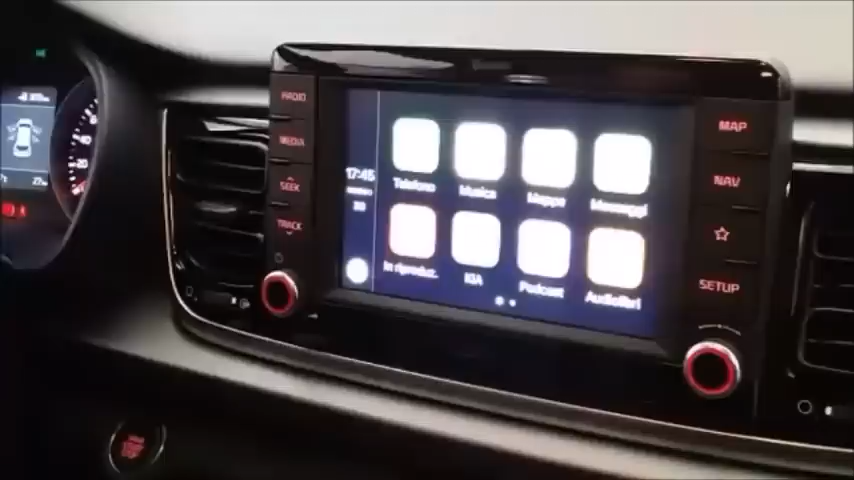 RADIO
MEDIA
SEEK
TRACK
17:45
Telefono
Musica
Mappe
Messaggi
In riproduz.
KIA
Podcast
Audiolibri
MAP
NAV
SETUP